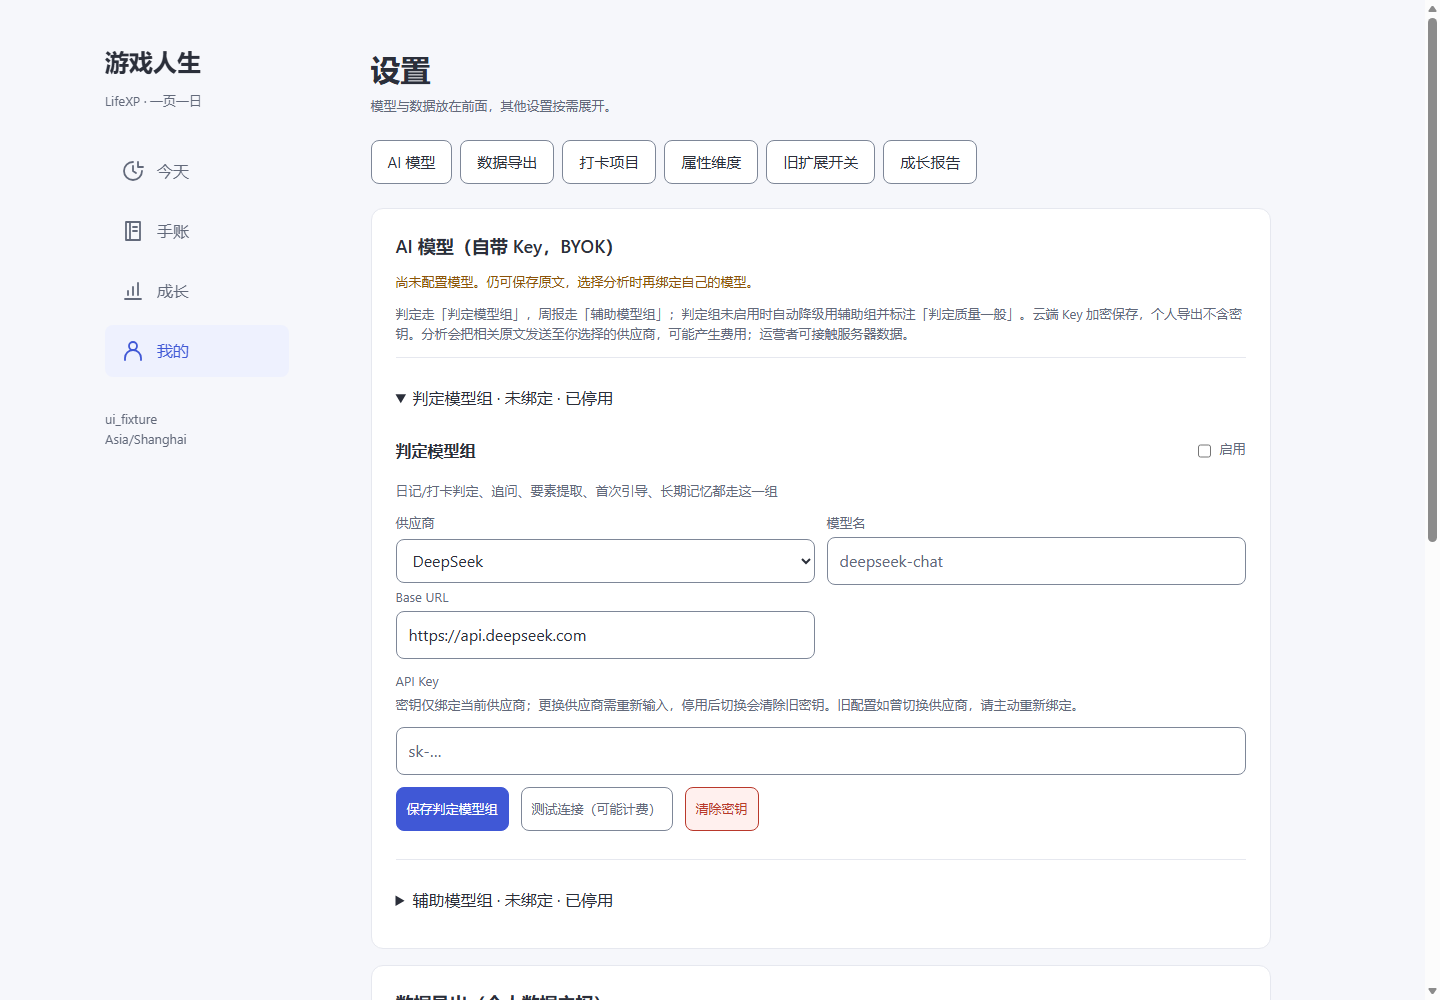 游戏人生
LifeXP · 一页一日
今天
手账
成长
我的
ui_fixture
Asia/Shanghai
设置
模型与数据放在前面，其他设置按需展开。
AI 模型
数据导出
打卡项目
属性维度
旧扩展开关
成长报告
AI 模型（自带 Key，BYOK）
尚未配置模型。仍可保存原文，选择分析时再绑定自己的模型。
判定走「判定模型组」，周报走「辅助模型组」；判定组未启用时自动降级用辅助组并标注「判定质量一般」。云端 Key 加密保存，个人导出不含密
钥。分析会把相关原文发送至你选择的供应商，可能产生费用；运营者可接触服务器数据。
▼ 判定模型组 · 未绑定 · 已停用
判定模型组
启用
日记/打卡判定、追问、要素提取、首次引导、长期记忆都走这一组
供应商
模型名
DeepSeek
deepseek-chat
Base URL
https://api.deepseek.com
API Key
密钥仅绑定当前供应商；更换供应商需重新输入，停用后切换会清除旧密钥。旧配置如曾切换供应商，请主动重新绑定。
sk-...
保存判定模型组
测试连接（可能计费）
清除密钥
▶ 辅助模型组 · 未绑定 · 已停用
数据导出（个人数据主权）